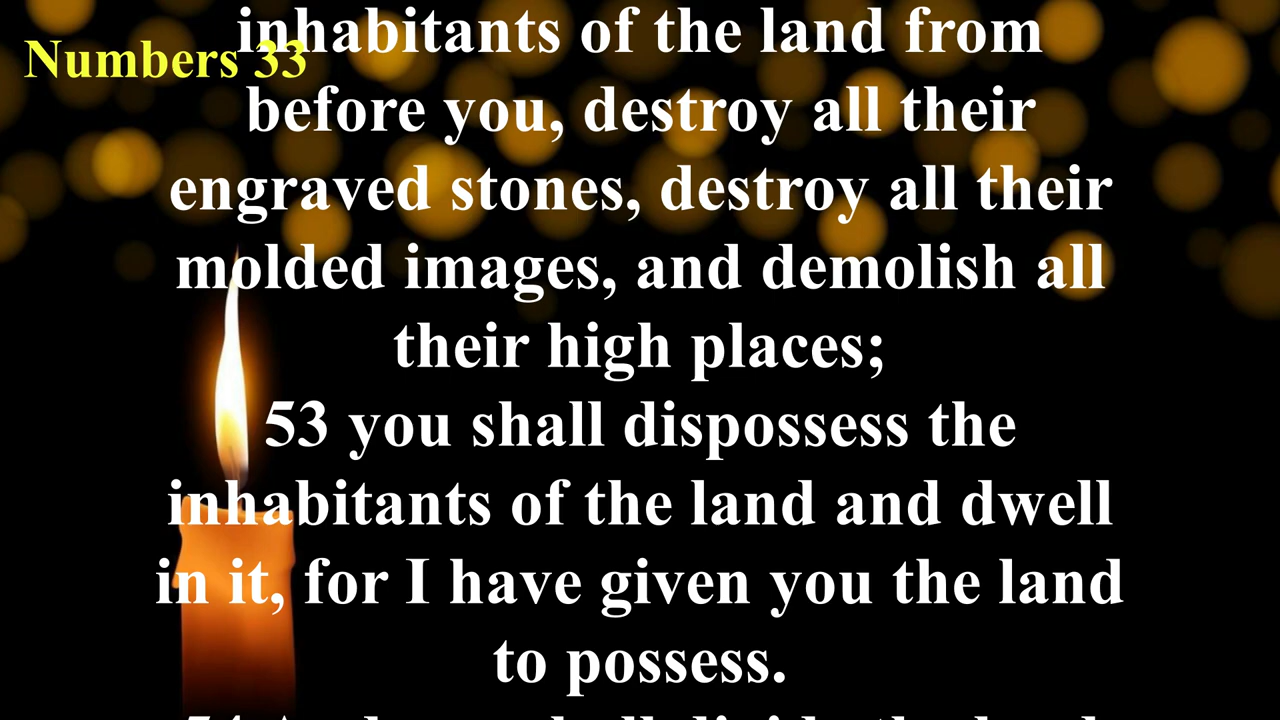 Numbers 33
inhabitants of the land from
before you, destroy all their
engraved stones, destroy all their
molded images, and demolish all
their high places;
53 you shall dispossess the
inhabitants of the land and dwell
in it, for I have given you the land
to possess.